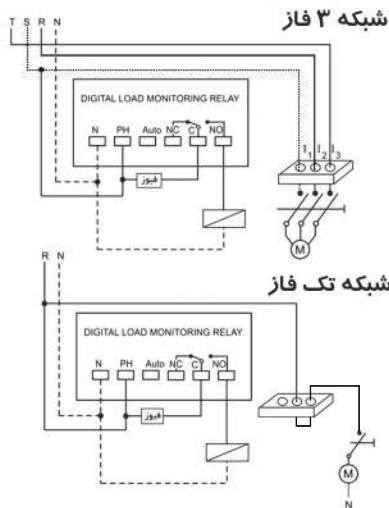 شبکه ۳ فاز
T S R N
DIGITAL LOAD MONITORING RELAY
N PH Auto NC C NO
فیوز
I1 I2 I3
M
شبکه تک فاز
R N
DIGITAL LOAD MONITORING RELAY
N PH Auto NC C NO
فیوز
M
N